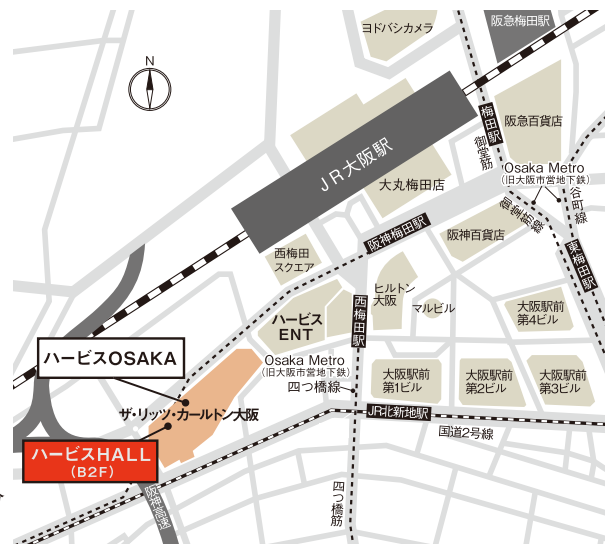 阪急梅田駅
ヨドバシカメラ
N
梅田駅
御堂筋
阪急百貨店
JR大阪駅
大丸梅田店
Osaka Metro
(旧大阪市営地下鉄)
谷町線
御堂筋線
阪神梅田駅
阪神百貨店
東梅田駅
西梅田
スクエア
ヒルトン
大阪
マルビル
西梅田駅
大阪駅前
第4ビル
ハービス
ENT
ハービスOSAKA
Osaka Metro
(旧大阪市営地下鉄)
四つ橋線
大阪駅前
第1ビル
大阪駅前
第2ビル
大阪駅前
第3ビル
ザ・リッツ・カールトン大阪
JR北新地駅
国道2号線
ハービスHALL
(B2F)
阪神高速
四つ橋筋